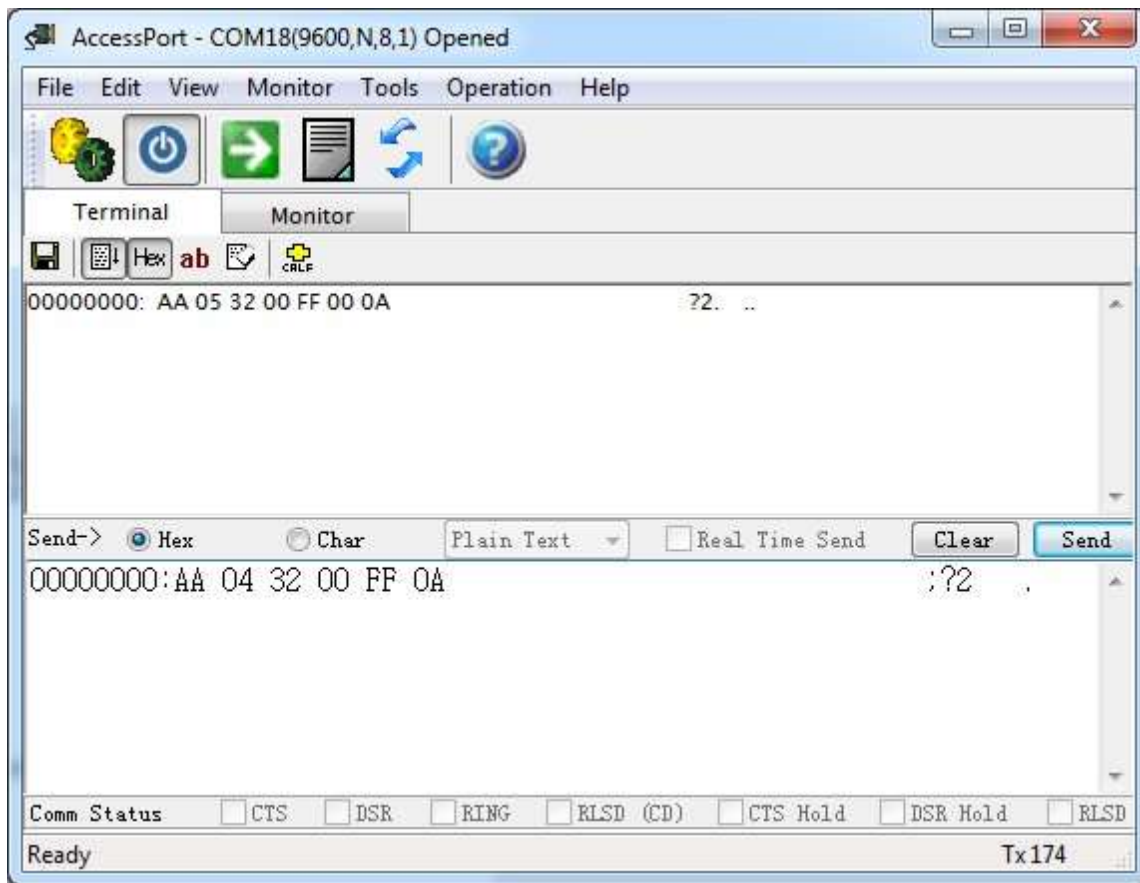 AccessPort - COM18(9600,N,8,1) Opened
File Edit View Monitor Tools Operation Help
Terminal Monitor
Hex ab CRLF
00000000: AA 05 32 00 FF 00 0A ?2. ..
Send-> Hex Char Plain Text Real Time Send Clear Send
00000000:AA 04 32 00 FF 0A ;?2 .
Comm Status CTS DSR RING RLSD (CD) CTS Hold DSR Hold RLSD
Ready Tx 174